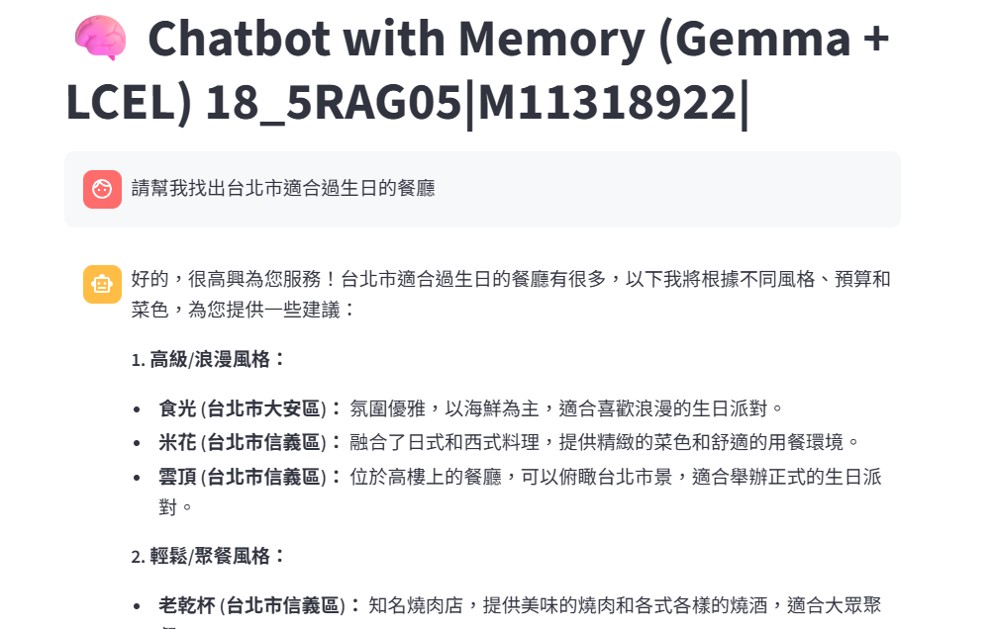 🧠 Chatbot with Memory (Gemma +
LCEL) 18_5RAG05|M11318922|
請幫我找出台北市適合過生日的餐廳
好的，很高興為您服務！台北市適合過生日的餐廳有很多，以下我將根據不同風格、預算和
菜色，為您提供一些建議：
1. 高級/浪漫風格：
• 食光 (台北市大安區)： 氛圍優雅，以海鮮為主，適合喜歡浪漫的生日派對。
• 米花 (台北市信義區)： 融合了日式和西式料理，提供精緻的菜色和舒適的用餐環境。
• 雲頂 (台北市信義區)： 位於高樓上的餐廳，可以俯瞰台北市景，適合舉辦正式的生日派
對。
2. 輕鬆/聚餐風格：
• 老乾杯 (台北市信義區)： 知名燒肉店，提供美味的燒肉和各式各樣的燒酒，適合大眾聚